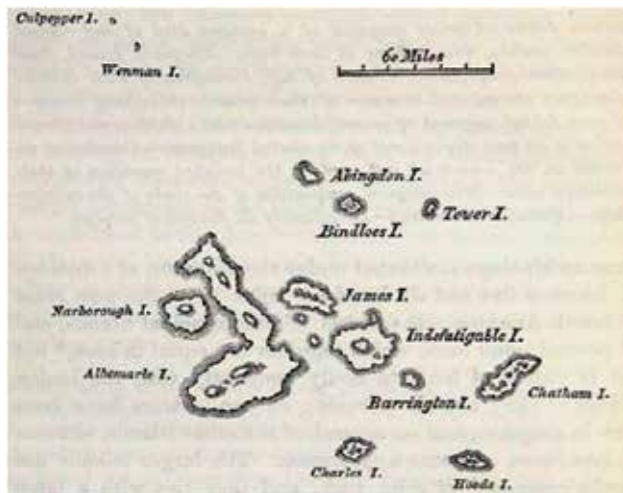 Culpepper I.
Wenman I.
60 Miles
Abingdon I.
Bindloes I.
Tower I.
James I.
Narborough I.
Indefatigable I.
Albemarle I.
Barrington I.
Chatham I.
Charles I.
Hoods I.